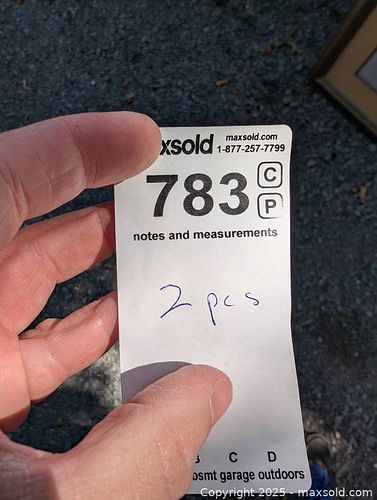 xsold maxsold.com
1-877-257-7799
783 C
P
notes and measurements
2 pcs
C D
bsmt garage outdoors
Copyright © 2025 - maxsold.com